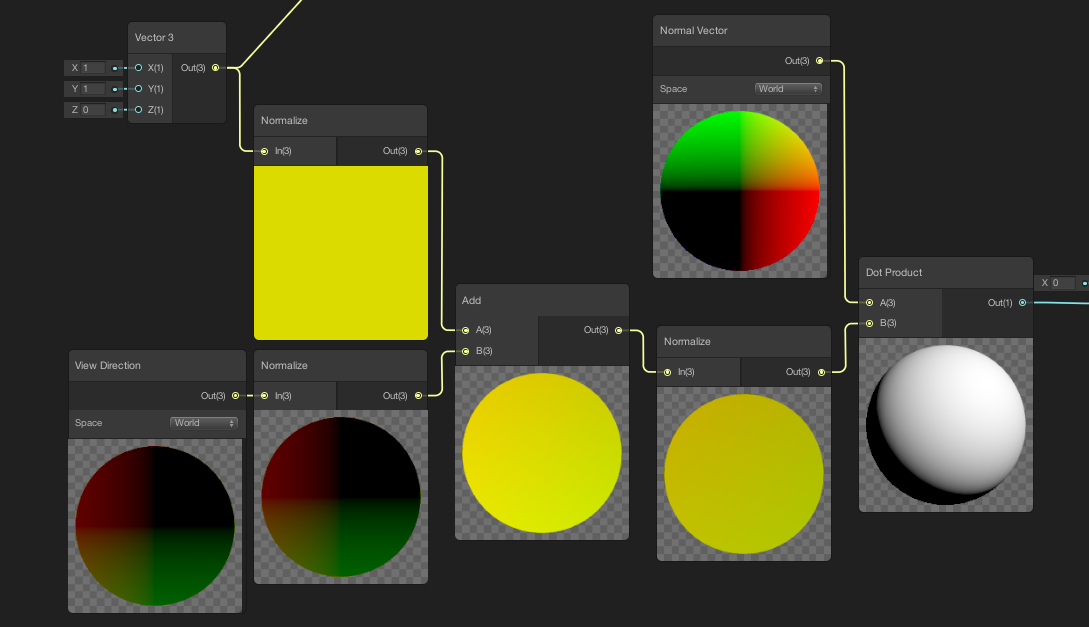 Vector 3
X 1 X(1) Out(3)
Y 1 Y(1)
Z 0 Z(1)
Normalize
In(3) Out(3)
View Direction
Out(3)
Space World
Normalize
In(3) Out(3)
Add
A(3) Out(3)
B(3)
Normal Vector
Out(3)
Space World
Normalize
In(3) Out(3)
Dot Product
A(3) Out(1)
B(3)
X 0